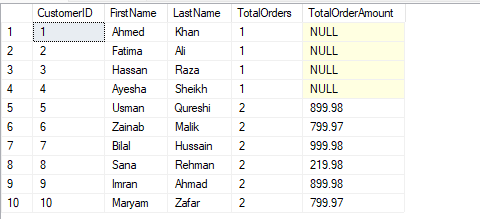 CustomerID FirstName LastName TotalOrders TotalOrderAmount
1 1 Ahmed Khan 1 NULL
2 2 Fatima Ali 1 NULL
3 3 Hassan Raza 1 NULL
4 4 Ayesha Sheikh 1 NULL
5 5 Usman Qureshi 2 899.98
6 6 Zainab Malik 2 799.97
7 7 Bilal Hussain 2 999.98
8 8 Sana Rehman 2 219.98
9 9 Imran Ahmad 2 899.98
10 10 Maryam Zafar 2 799.97